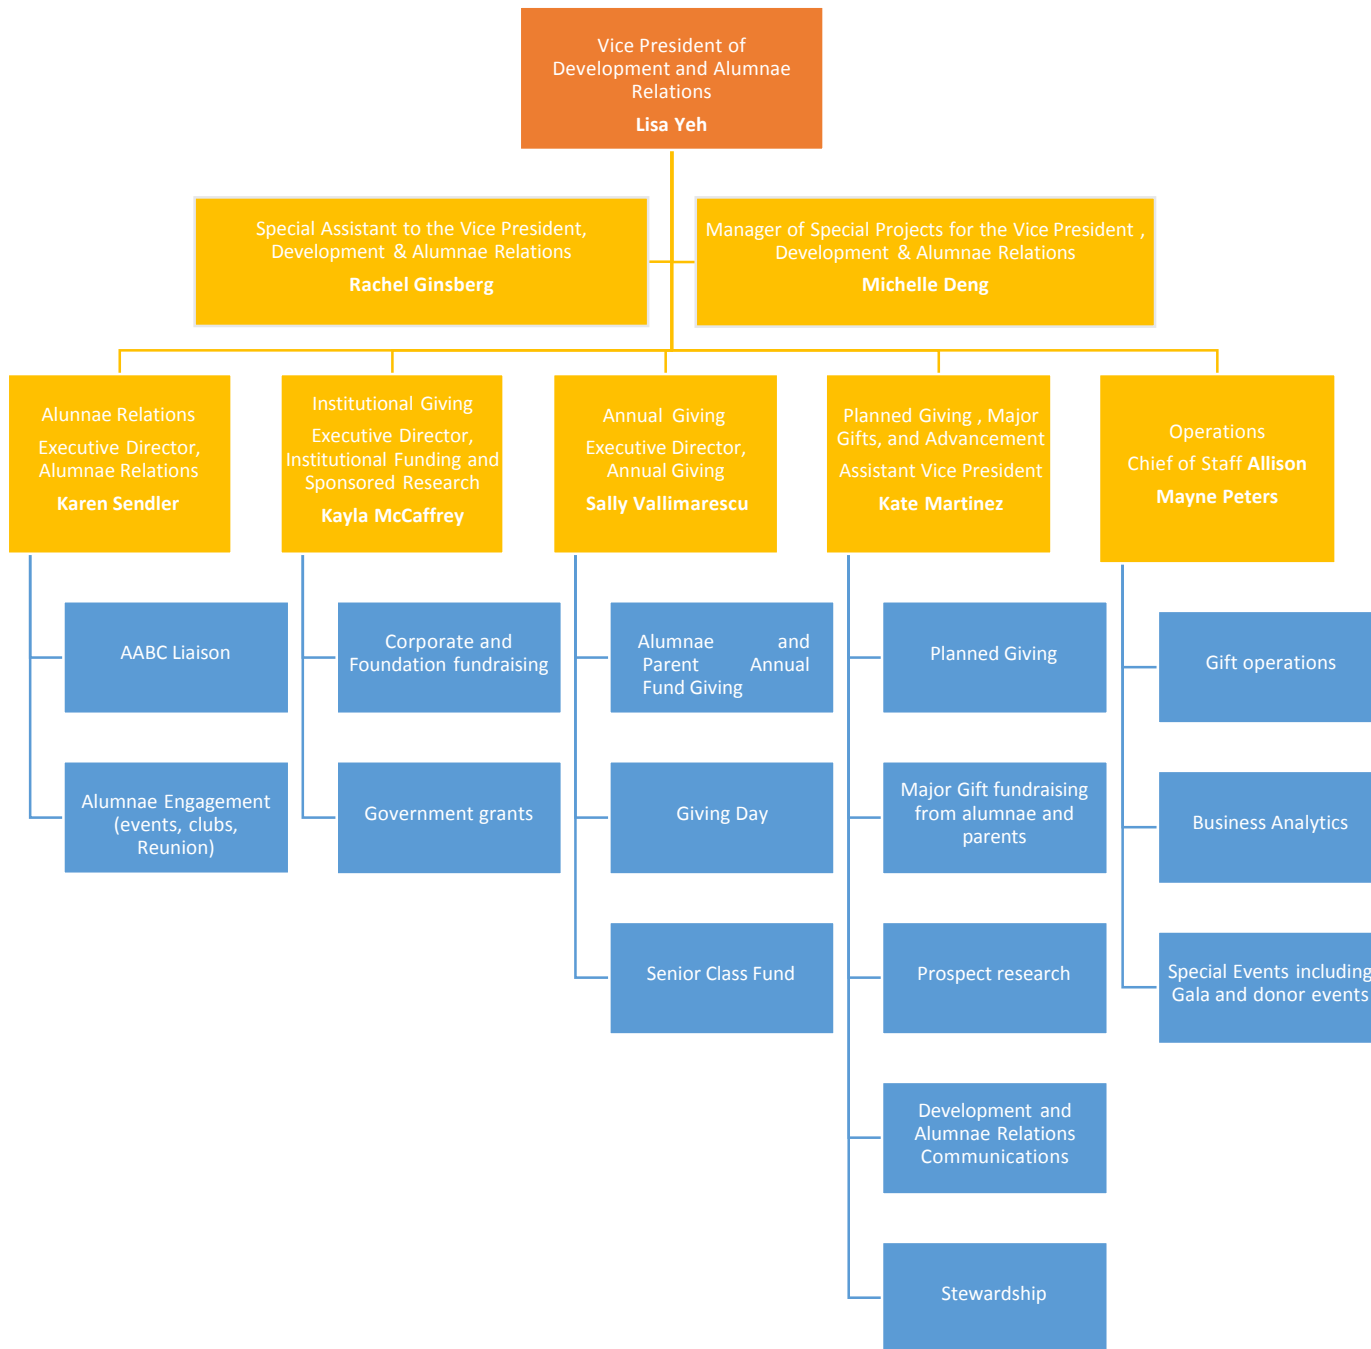 Vice President of
Development and Alumnae
Relations
Lisa Yeh
Special Assistant to the Vice President,
Development & Alumnae Relations
Rachel Ginsberg
Manager of Special Projects for the Vice President ,
Development & Alumnae Relations
Michelle Deng
Alunnae Relations
Executive Director,
Alumnae Relations
Karen Sendler
Institutional Giving
Executive Director,
Institutional Funding and
Sponsored Research
Kayla McCaffrey
Annual Giving
Executive Director,
Annual Giving
Sally Vallimarescu
Planned Giving , Major
Gifts, and Advancement
Assistant Vice President
Kate Martinez
Operations
Chief of Staff Allison
Mayne Peters
AABC Liaison
Alumnae Engagement
(events, clubs,
Reunion)
Corporate and
Foundation fundraising
Government grants
Alumnae and
Parent Annual
Fund Giving
Giving Day
Senior Class Fund
Planned Giving
Major Gift fundraising
from alumnae and
parents
Prospect research
Development and
Alumnae Relations
Communications
Stewardship
Gift operations
Business Analytics
Special Events including
Gala and donor events